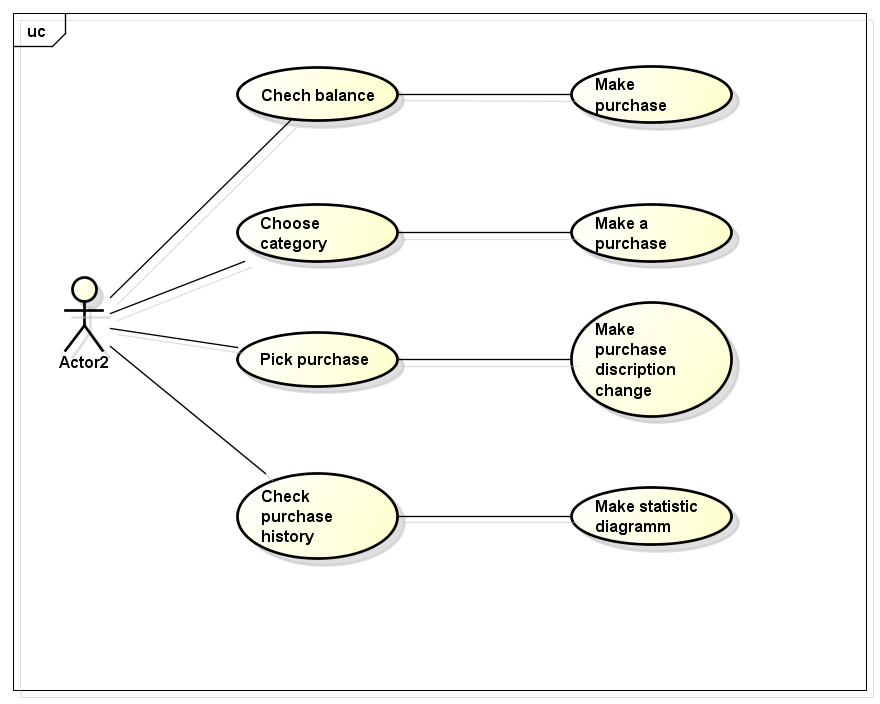 uc
Chech balance
Make
purchase
Choose
category
Make a
purchase
Actor2
Pick purchase
Make
purchase
discription
change
Check
purchase
history
Make statistic
diagramm